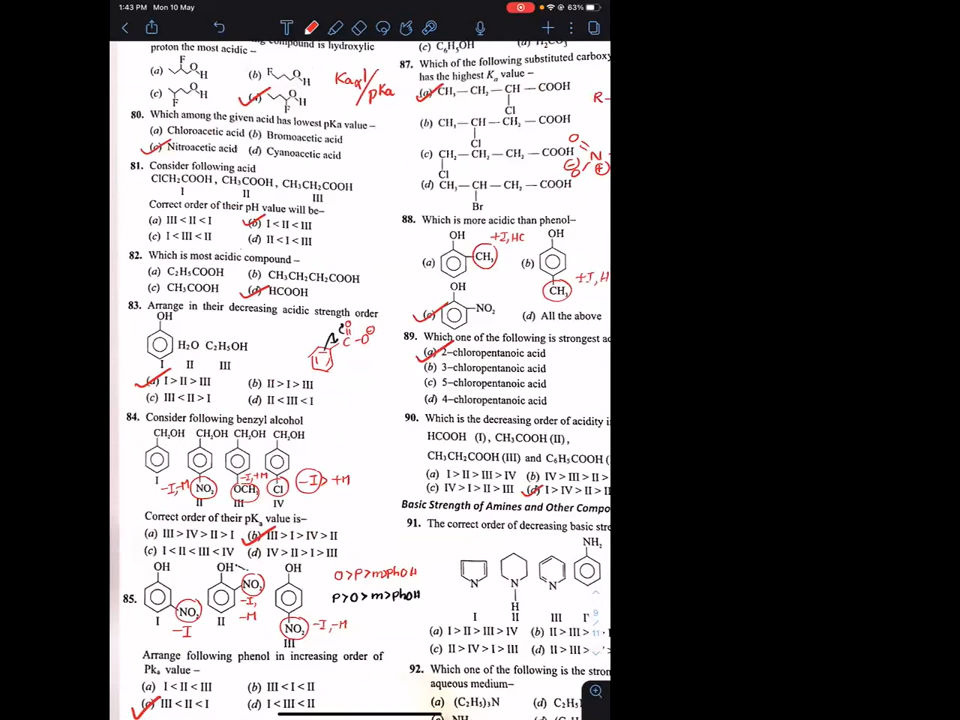 1:43 PM Mon 10 May
63%
proton the most acidic –
(a) F O H
(b) F O H
(c) O H F
(d) O H F
Kaα1/pKa
80. Which among the given acid has lowest pKa value –
(a) Chloroacetic acid (b) Bromoacetic acid
(c) Nitroacetic acid (d) Cyanoacetic acid
81. Consider following acid
ClCH2COOH, CH3COOH, CH3CH2COOH
I II III
Correct order of their pH value will be-
(a) III < II < I (b) I < II < III
(c) I < III < II (d) II < I < III
82. Which is most acidic compound –
(a) C2H5COOH (b) CH3CH2CH2COOH
(c) CH3COOH (d) HCOOH
83. Arrange in their decreasing acidic strength order
OH
H2O C2H5OH
I II III
O
C – O
(a) I > II > III (b) II > I > III
(c) III < II > I (d) II < III < I
84. Consider following benzyl alcohol
CH2OH CH2OH CH2OH CH2OH
I
-I,-M NO2
II
-I,+M
OCH3
III
Cl
IV
-I > +M
Correct order of their pKa value is–
(a) III > IV > II > I (b) III > I > IV > II
(c) I < II < III < IV (d) IV > II > I > III
OH OH OH
85.
NO2 -I
I
NO2 -I, -M
II
NO2 -I,-M
III
O>P>m>phOH
P>O>m>phOH
Arrange following phenol in increasing order of
Pka value –
(a) I < II < III (b) III < I < II
(c) III < II < I (d) I < III < II
(c) C6H5OH
87. Which of the following substituted carboxy
has the highest Ka value –
(a) CH3 – CH2 – CH – COOH
Cl
R-
(b) CH3 – CH – CH2 – COOH
Cl
(c) CH2 – CH2 – CH2 – COOH
Cl
O
N
O
(d) CH3 – CH – CH2 – COOH
Br
88. Which is more acidic than phenol–
OH +I, HC OH
(a) CH3 (b)
+I, H
CH3
OH
(c) NO2 (d) All the above
89. Which one of the following is strongest ac
(a) 2–chloropentanoic acid
(b) 3–chloropentanoic acid
(c) 5–chloropentanoic acid
(d) 4–chloropentanoic acid
90. Which is the decreasing order of acidity i
HCOOH (I), CH3COOH (II),
CH3CH2COOH (III) and C6H5COOH (
(a) I > II > III > IV (b) IV > III > II >
(c) IV > I > II > III (d) I > IV > II > I
Basic Strength of Amines and Other Compo
91. The correct order of decreasing basic stre
NH2
N N N
H
I II III
9
11
(a) I > II > III > IV (b) II > III >
(c) II > IV > I > III (d) II > III >
92. Which one of the following is the stron
aqueous medium–
(a) (C2H5)3N (d) C2H5